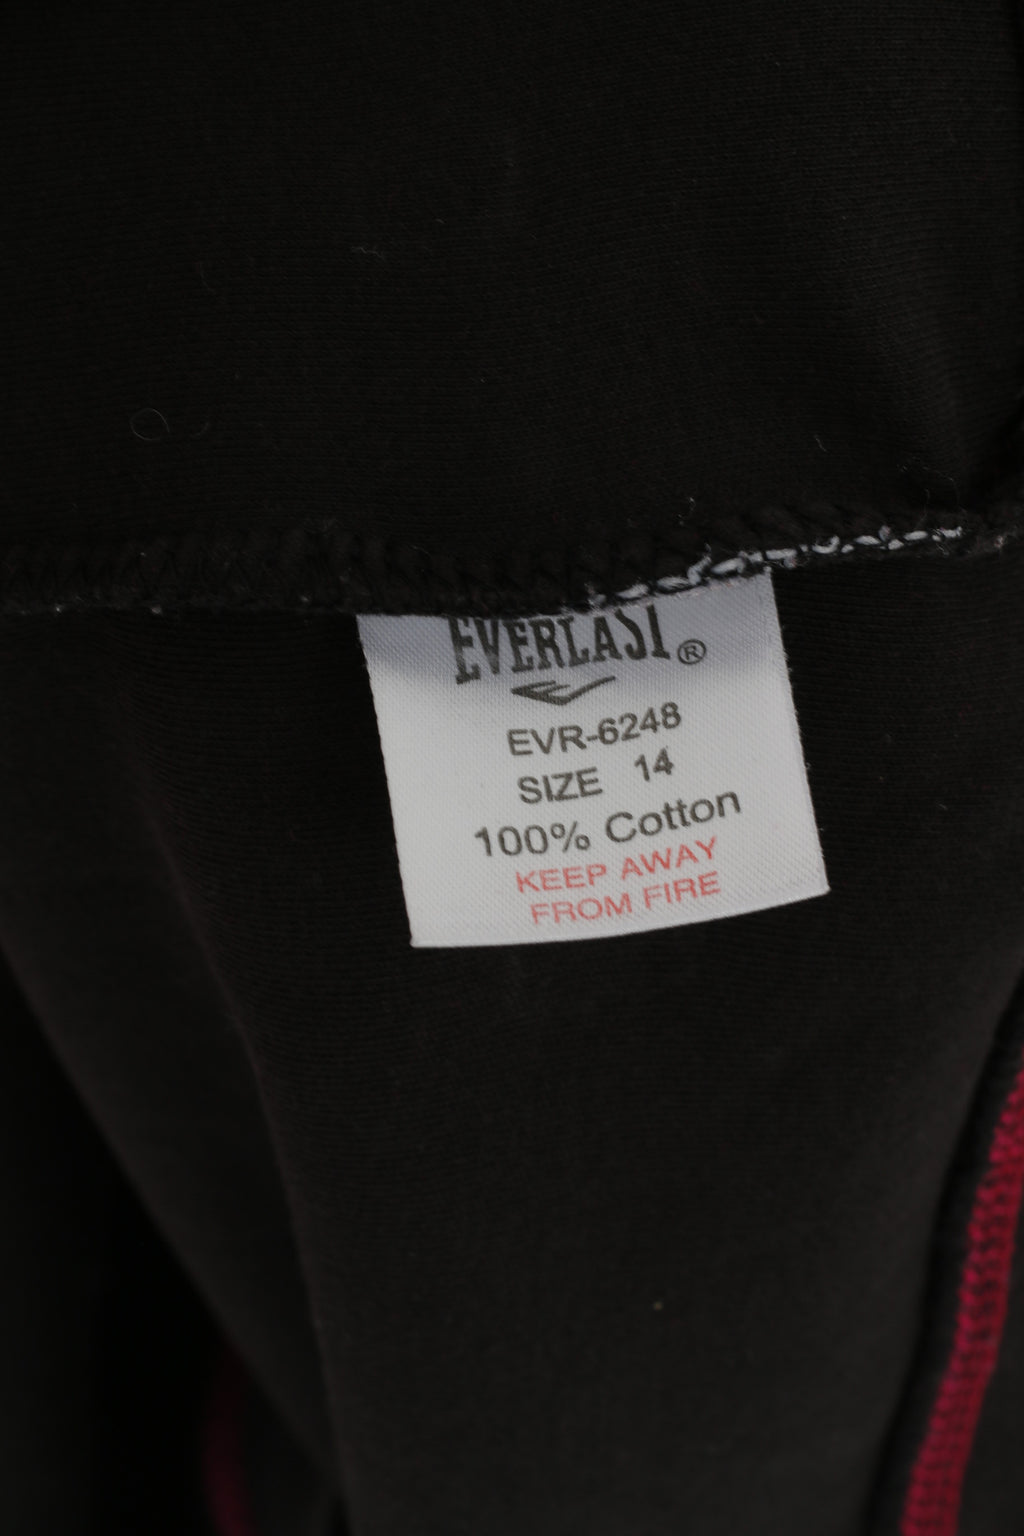 EVERLAST®
EVR-6248
SIZE 14
100% Cotton
KEEP AWAY
FROM FIRE